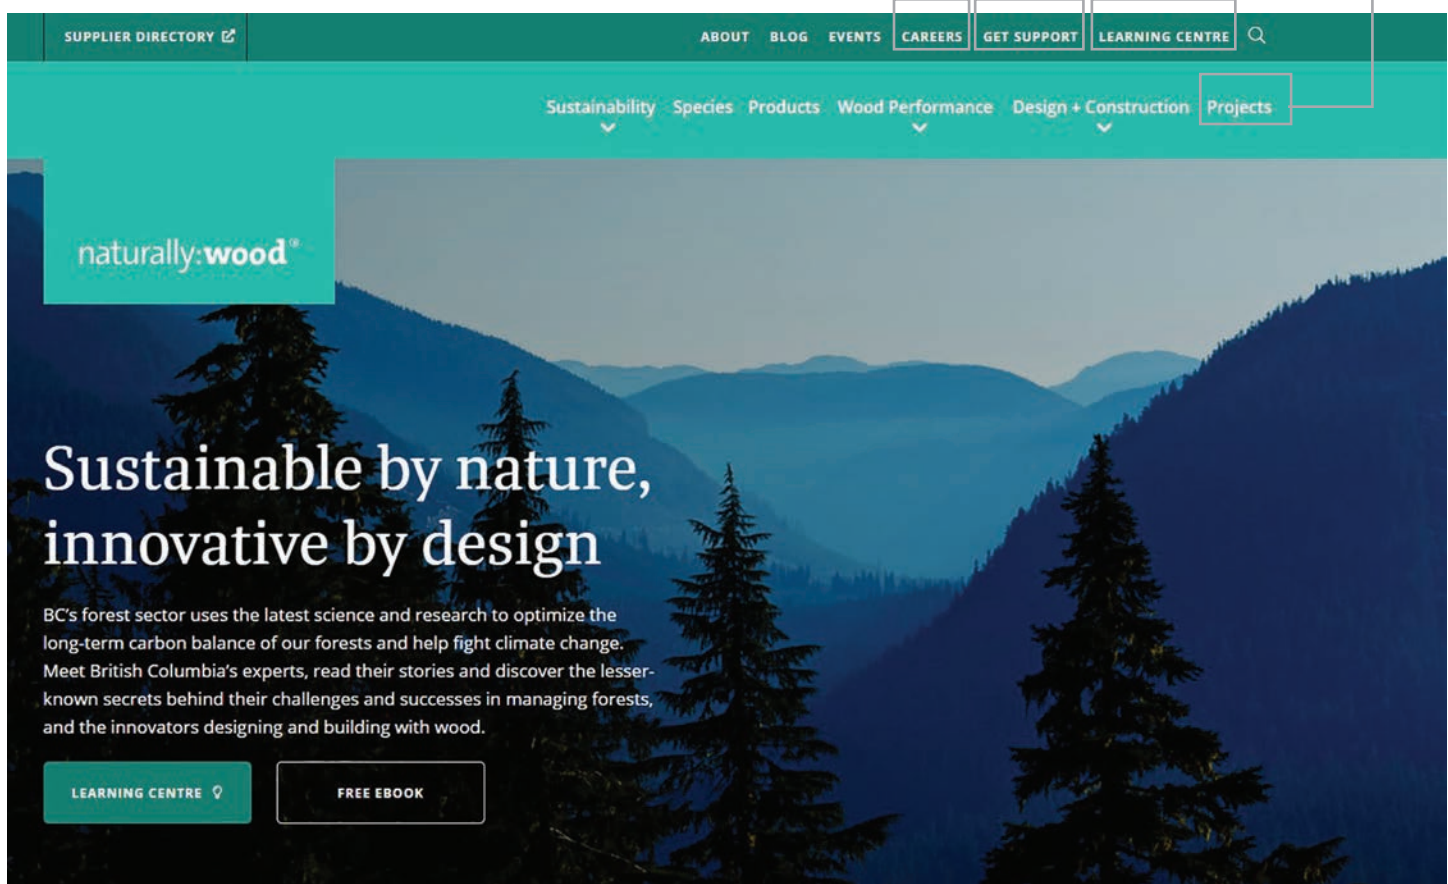 SUPPLIER DIRECTORY
ABOUT BLOG EVENTS CAREERS GET SUPPORT LEARNING CENTRE
Sustainability Species Products Wood Performance Design + Construction Projects
naturally:wood®
Sustainable by nature,
innovative by design
BC's forest sector uses the latest science and research to optimize the
long-term carbon balance of our forests and help fight climate change.
Meet British Columbia's experts, read their stories and discover the lesser-
known secrets behind their challenges and successes in managing forests,
and the innovators designing and building with wood.
LEARNING CENTRE FREE EBOOK